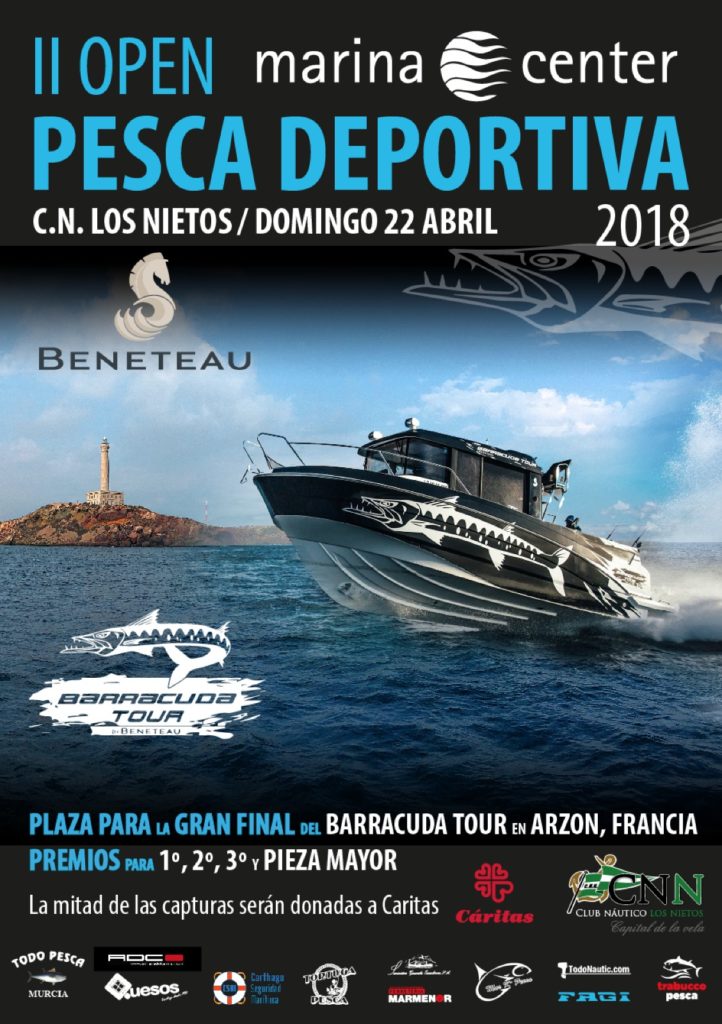 II OPEN marina center
PESCA DEPORTIVA
C.N. LOS NIETOS / DOMINGO 22 ABRIL 2018
BENETEAU
BARRACUDA TOUR
BARRACUDA
TOUR
BY BENETEAU
PLAZA PARA LA GRAN FINAL DEL BARRACUDA TOUR EN ARZON, FRANCIA
PREMIOS PARA 1º, 2º, 3º Y PIEZA MAYOR
La mitad de las capturas serán donadas a Caritas
Cáritas
CNN
CLUB NÁUTICO LOS NIETOS
Capital de la vela
TODO PESCA
MURCIA
Quesos
Carthago
Seguridad
Marítima
TORTUGA
PESCA
MARMENOR
TodoNautic.com
FAGI
trabucco
pesca